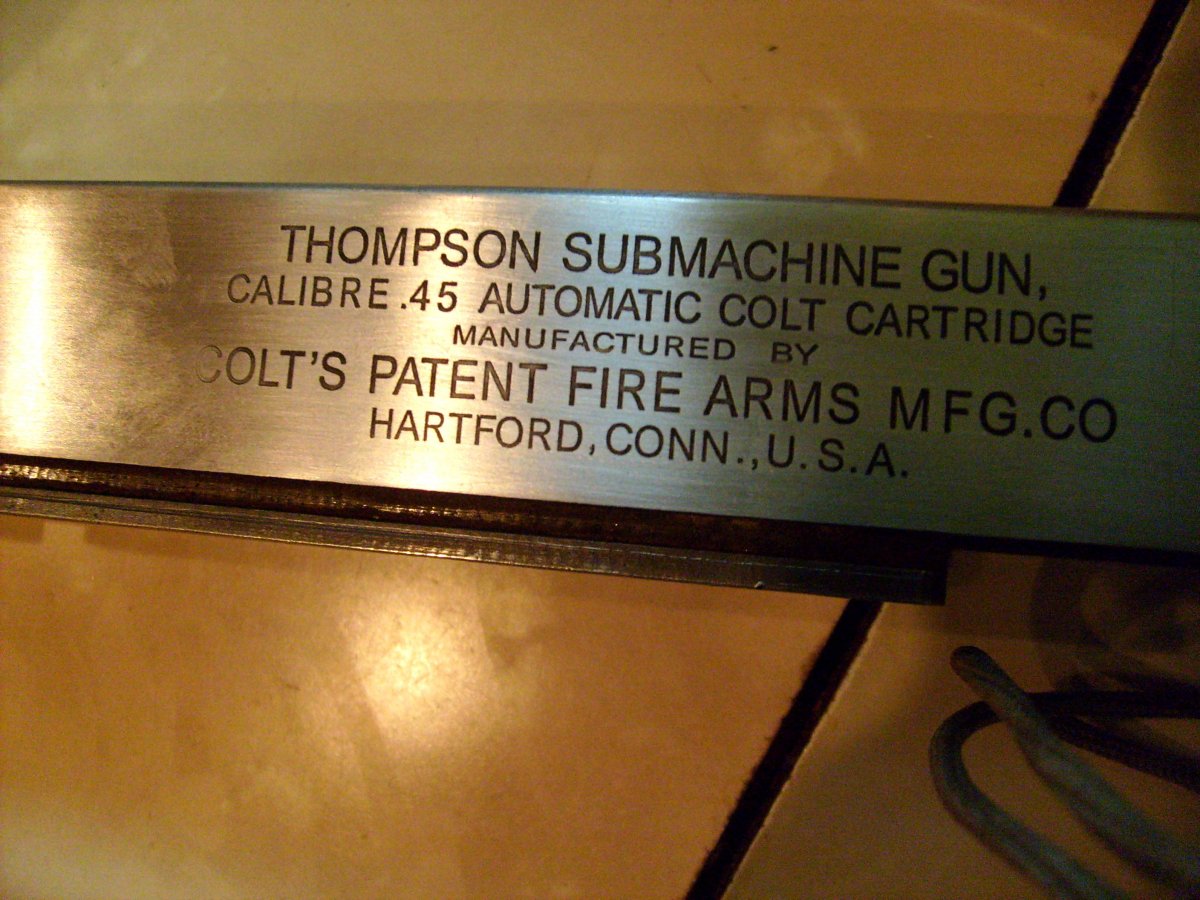 THOMPSON SUBMACHINE GUN,
CALIBRE .45 AUTOMATIC COLT CARTRIDGE
MANUFACTURED BY
COLT'S PATENT FIRE ARMS MFG.CO
HARTFORD, CONN., U.S.A.